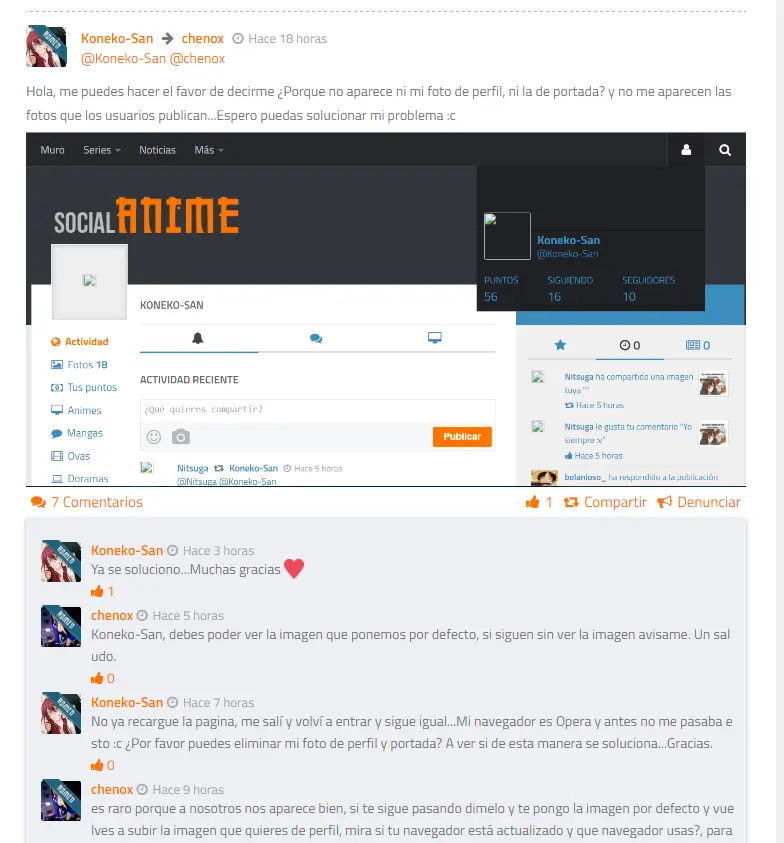 Koneko-San chenox Hace 18 horas
@Koneko-San @chenox
Hola, me puedes hacer el favor de decirme ¿Porque no aparece ni mi foto de perfil, ni la de portada? y no me aparecen las
fotos que los usuarios publican...Espero puedas solucionar mi problema :c
Muro Series Noticias Más
SOCIAL ANIME
Koneko-San
@Koneko-San
PUNTOS SIGUIENDO SEGUIDORES
56 16 10
KONEKO-SAN
Actividad
Fotos 18
Tus puntos
Animes
Mangas
Ovas
Doramas
ACTIVIDAD RECIENTE
¿Qué quieres compartir?
Publicar
Nitsuga Koneko-San Hace 5 horas
@Nitsuga @Koneko-San
0 0
Nitsuga ha compartido una imagen
tuya ""
Hace 5 horas
Nitsuga le gusta tu comentario "Yo
siempre :v"
Hace 5 horas
bolanioso_ ha respondido a la publicación
7 Comentarios 1 Compartir Denunciar
Koneko-San Hace 3 horas
Ya se soluciono...Muchas gracias
1
chenox Hace 5 horas
Koneko-San, debes poder ver la imagen que ponemos por defecto, si siguen sin ver la imagen avisame. Un sal
udo.
0
Koneko-San Hace 7 horas
No ya recargue la pagina, me salí y volví a entrar y sigue igual...Mi navegador es Opera y antes no me pasaba e
sto :c ¿Por favor puedes eliminar mi foto de perfil y portada? A ver si de esta manera se soluciona...Gracias.
0
chenox Hace 9 horas
es raro porque a nosotros nos aparece bien, si te sigue pasando dimelo y te pongo la imagen por defecto y vue
lves a subir la imagen que quieres de perfil, mira si tu navegador está actualizado y que navegador usas?, para